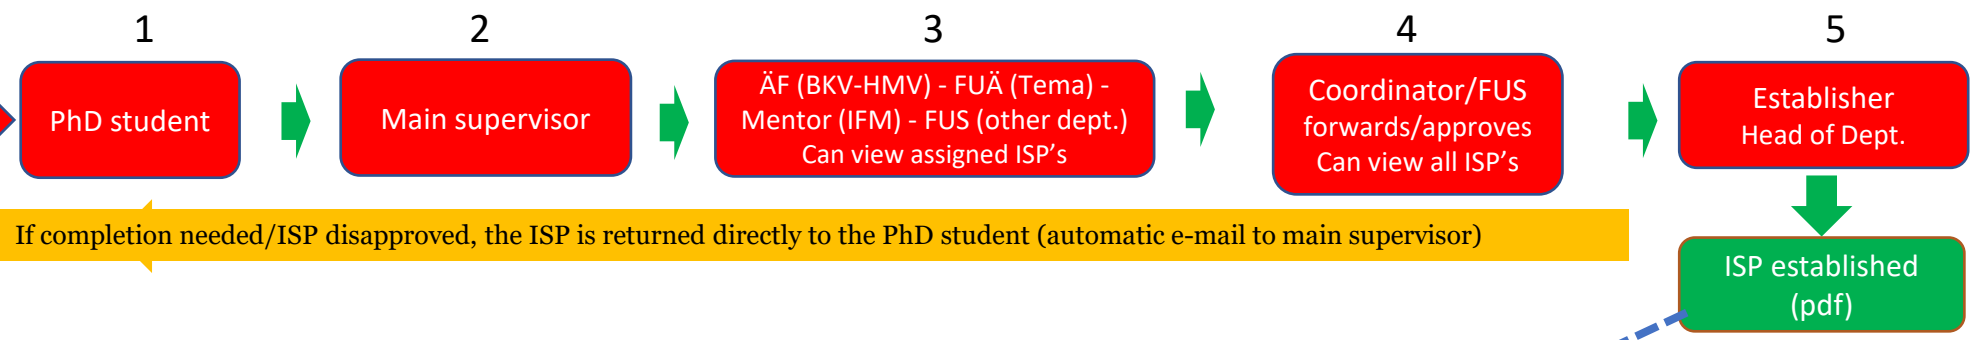 1
PhD student
2
Main supervisor
3
ÄF (BKV-HMV) - FUÄ (Tema) -
Mentor (IFM) - FUS (other dept.)
Can view assigned ISP’s
4
Coordinator/FUS
forwards/approves
Can view all ISP’s
5
Establisher
Head of Dept.
If completion needed/ISP disapproved, the ISP is returned directly to the PhD student (automatic e-mail to main supervisor)
ISP established
(pdf)